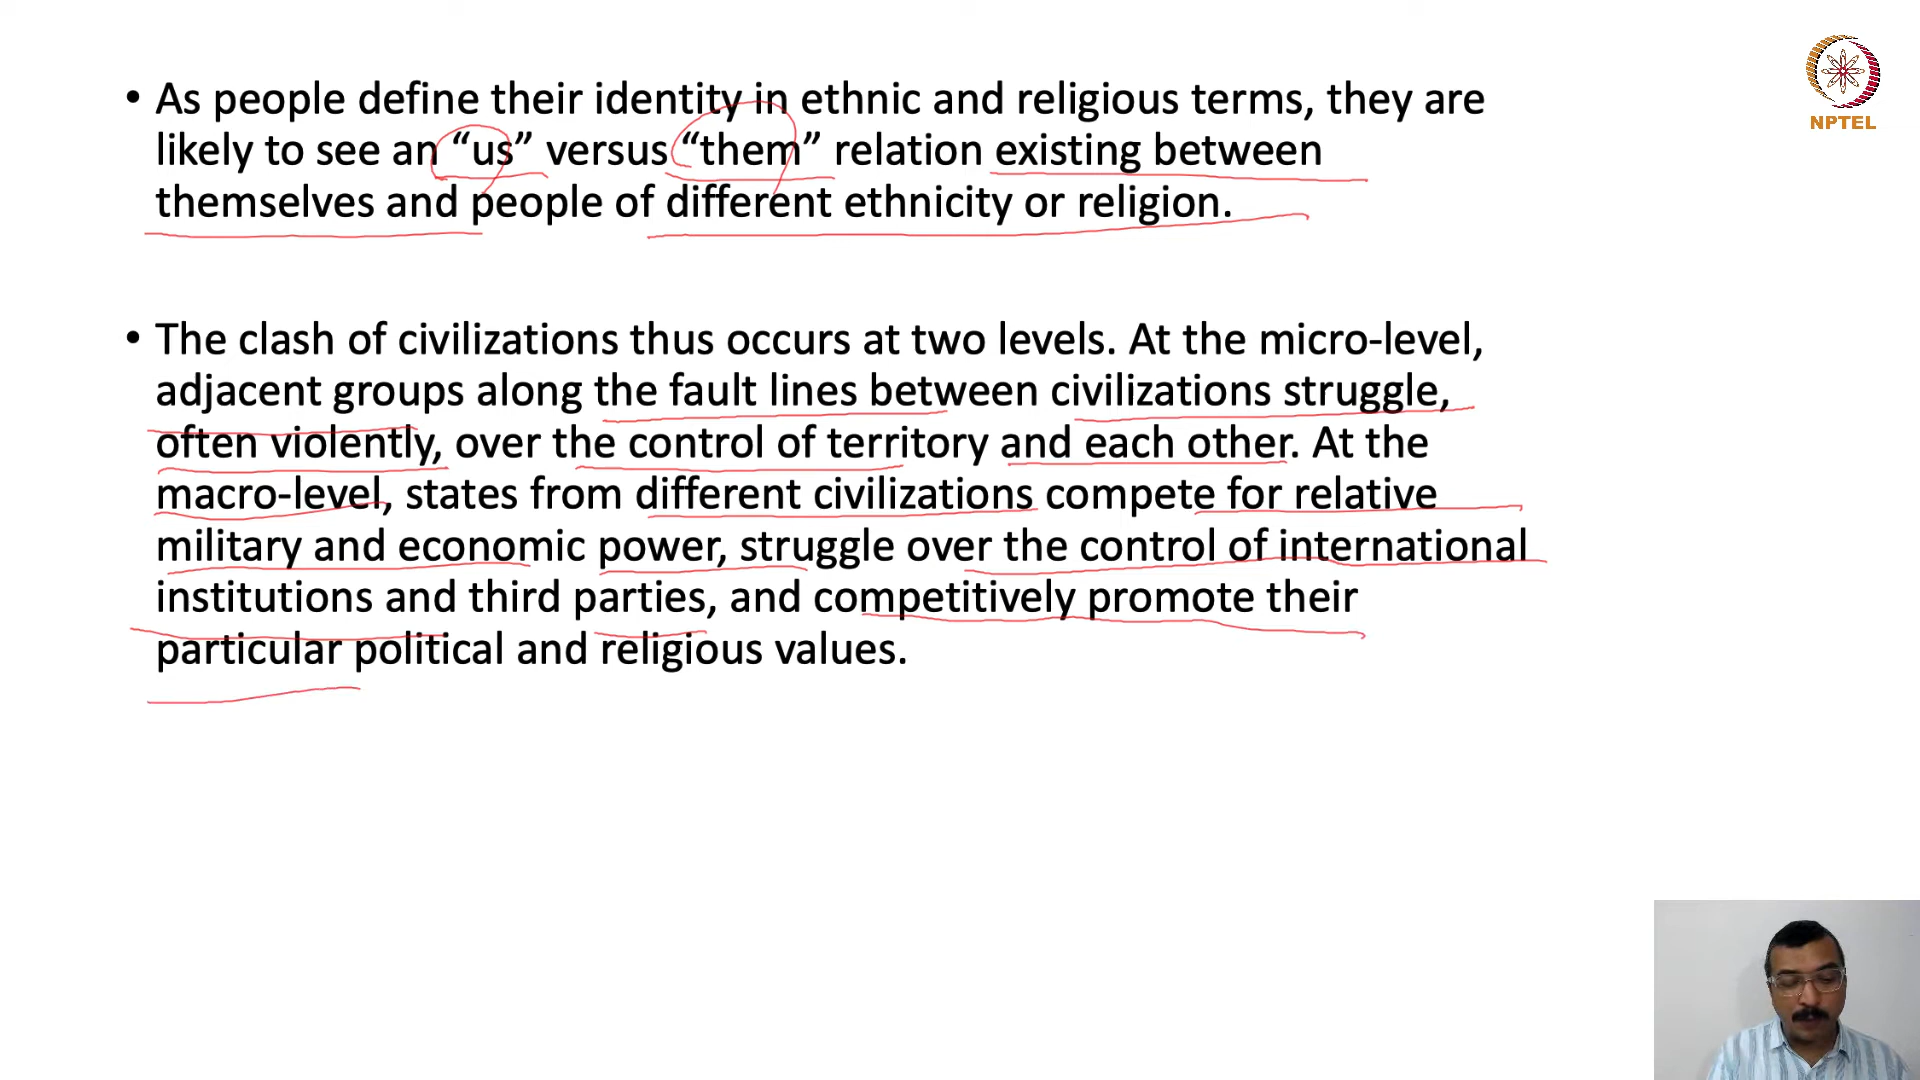 • As people define their identity in ethnic and religious terms, they are
likely to see an “us” versus “them” relation existing between
themselves and people of different ethnicity or religion.
• The clash of civilizations thus occurs at two levels. At the micro-level,
adjacent groups along the fault lines between civilizations struggle,
often violently, over the control of territory and each other. At the
macro-level, states from different civilizations compete for relative
military and economic power, struggle over the control of international
institutions and third parties, and competitively promote their
particular political and religious values.
NPTEL